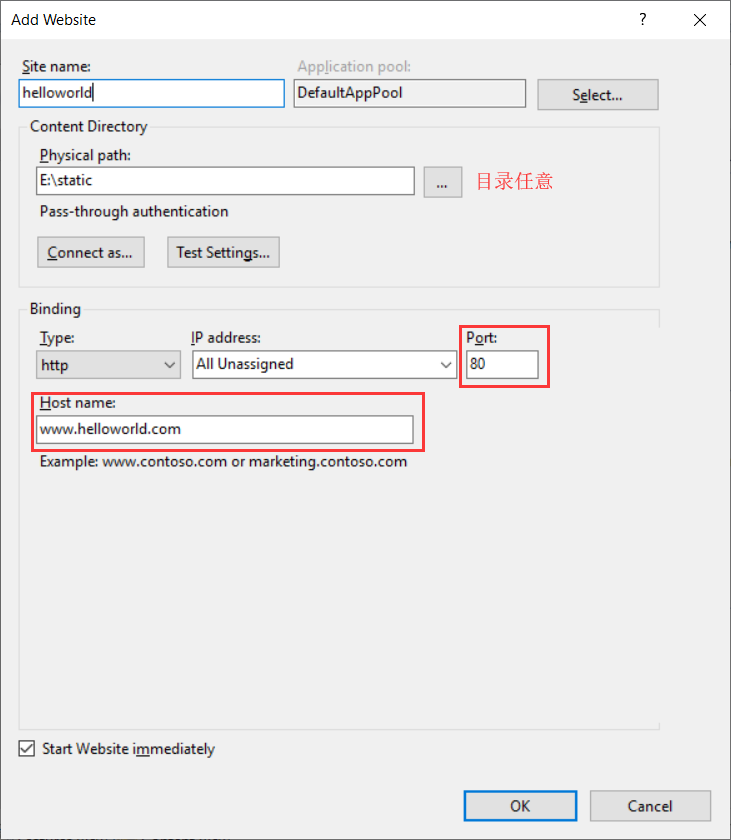 Add Website
?
Site name:
Application pool:
helloworld
DefaultAppPool
Select...
Content Directory
Physical path:
E:\static
...
目录任意
Pass-through authentication
Connect as...
Test Settings...
Binding
Type:
IP address:
Port:
http
All Unassigned
80
Host name:
www.helloworld.com
Example: www.contoso.com or marketing.contoso.com
Start Website immediately
OK
Cancel